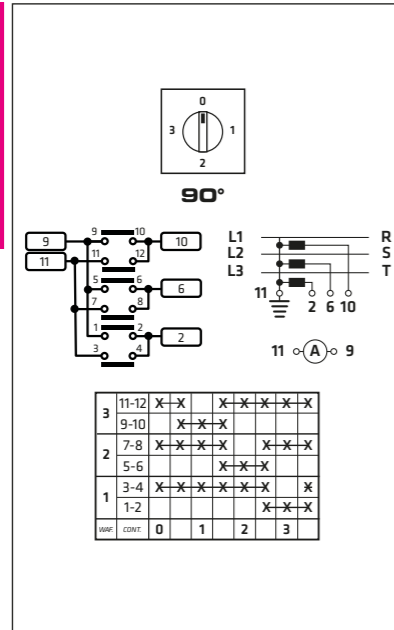 0
3 1
2
90°
9 10
9 10
11 12
11
5 6
6
7 8
1 2
2
3 4
L1 R
L2 S
L3 T
11 2 6 10
11 A 9
3 11-12 X X X X X X X
9-10 X X X
2 7-8 X X X X X X X
5-6 X X X
1 3-4 X X X X X X X
1-2 X X X
WAF. CONT. 0 1 2 3